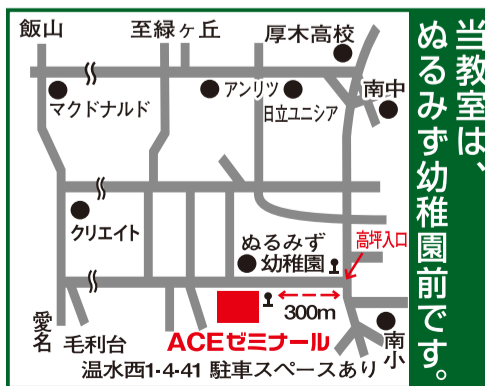 当教室は、
ぬるみず幼稚園前です。
飯山
至緑ヶ丘
厚木高校
マクドナルド
アンリツ
日立ユニシア
南中
クリエイト
ぬるみず
幼稚園
高坪入口
300m
愛名
毛利台
ACEゼミナール
南小
温水西1-4-41 駐車スペースあり